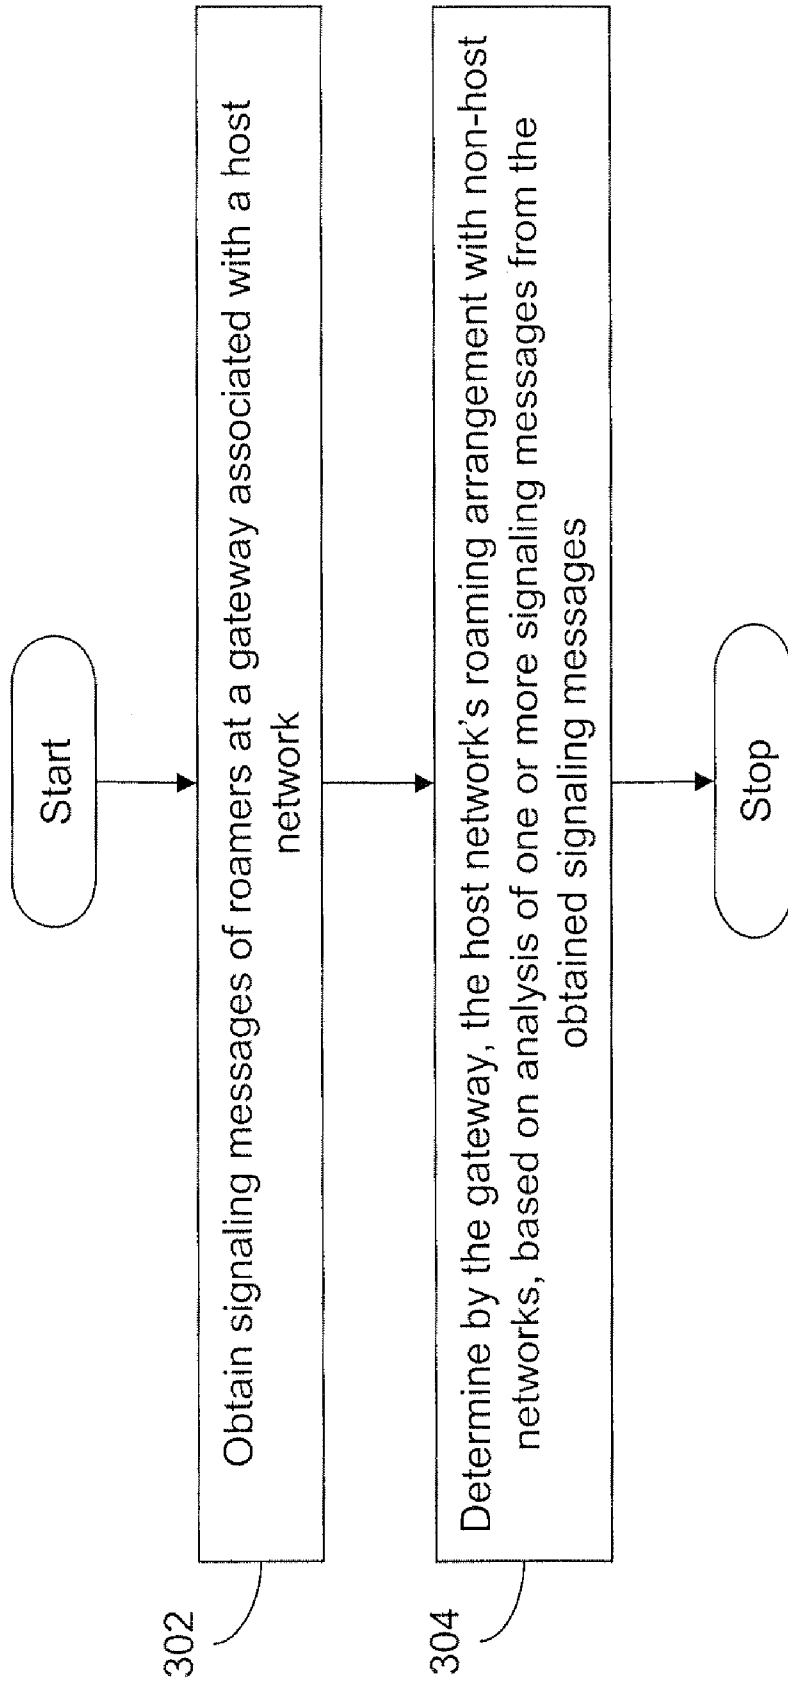 Start
302
Obtain signaling messages of roamers at a gateway associated with a host
network
304
Determine by the gateway, the host network's roaming arrangement with non-host
networks, based on analysis of one or more signaling messages from the
obtained signaling messages
Stop